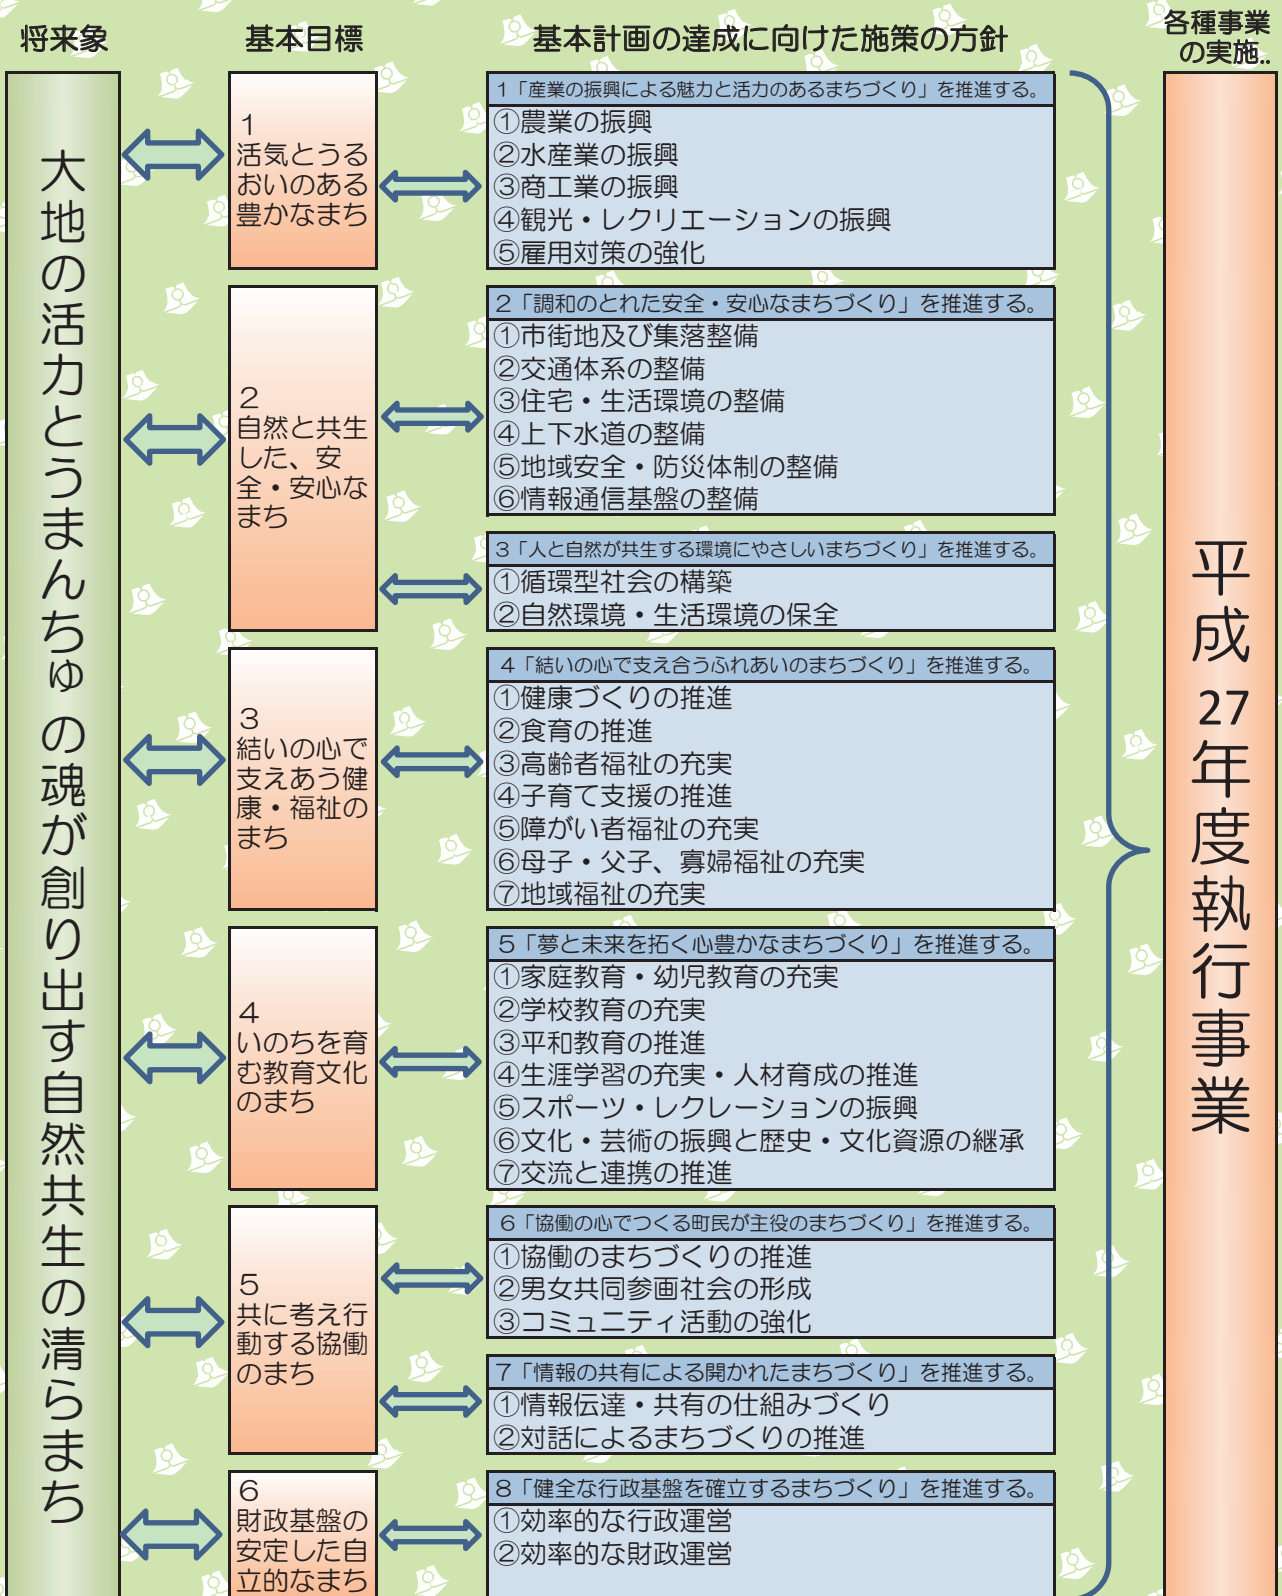 将来象
基本目標
基本計画の達成に向けた施策の方針
各種事業
の実施..
大地の活力とうまんちゅの魂が創り出す自然共生の清らまち
1
活気とうる
おいのある
豊かなまち
1「産業の振興による魅力と活力のあるまちづくり」を推進する。
①農業の振興
②水産業の振興
③商工業の振興
④観光・レクリエーションの振興
⑤雇用対策の強化
2
自然と共生
した、安
全・安心な
まち
2「調和のとれた安全・安心なまちづくり」を推進する。
①市街地及び集落整備
②交通体系の整備
③住宅・生活環境の整備
④上下水道の整備
⑤地域安全・防災体制の整備
⑥情報通信基盤の整備
3「人と自然が共生する環境にやさしいまちづくり」を推進する。
①循環型社会の構築
②自然環境・生活環境の保全
3
結いの心で
支えあう健
康・福祉の
まち
4「結いの心で支え合うふれあいのまちづくり」を推進する。
①健康づくりの推進
②食育の推進
③高齢者福祉の充実
④子育て支援の推進
⑤障がい者福祉の充実
⑥母子・父子、寡婦福祉の充実
⑦地域福祉の充実
4
いのちを育
む教育文化
のまち
5「夢と未来を拓く心豊かなまちづくり」を推進する。
①家庭教育・幼児教育の充実
②学校教育の充実
③平和教育の推進
④生涯学習の充実・人材育成の推進
⑤スポーツ・レクレーションの振興
⑥文化・芸術の振興と歴史・文化資源の継承
⑦交流と連携の推進
5
共に考え行
動する協働
のまち
6「協働の心でつくる町民が主役のまちづくり」を推進する。
①協働のまちづくりの推進
②男女共同参画社会の形成
③コミュニティ活動の強化
7「情報の共有による開かれたまちづくり」を推進する。
①情報伝達・共有の仕組みづくり
②対話によるまちづくりの推進
6
財政基盤の
安定した自
立的なまち
8「健全な行政基盤を確立するまちづくり」を推進する。
①効率的な行政運営
②効率的な財政運営
平成27年度執行事業